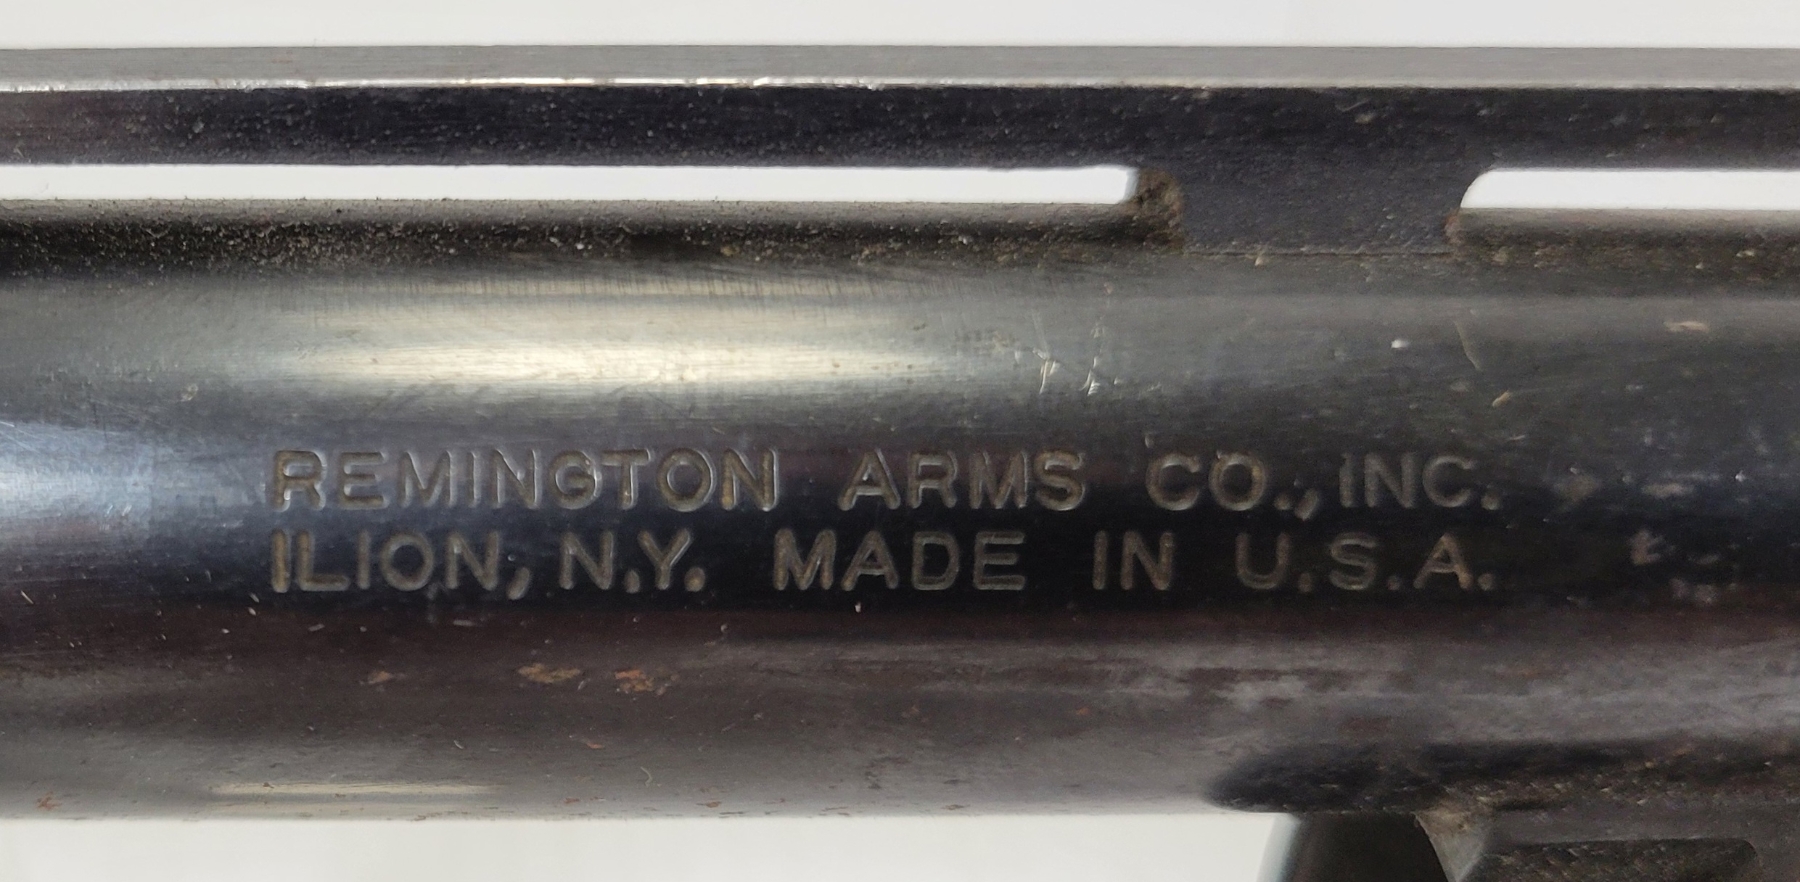 REMINGTON ARMS CO., INC.
ILION, N.Y. MADE IN U.S.A.